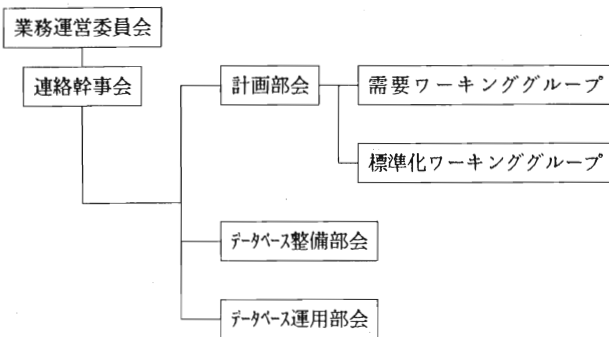 業務運営委員会
連絡幹事会
計画部会
需要ワーキンググループ
標準化ワーキンググループ
ﾃﾞｰﾀﾍﾞｰｽ整備部会
ﾃﾞｰﾀﾍﾞｰｽ運用部会